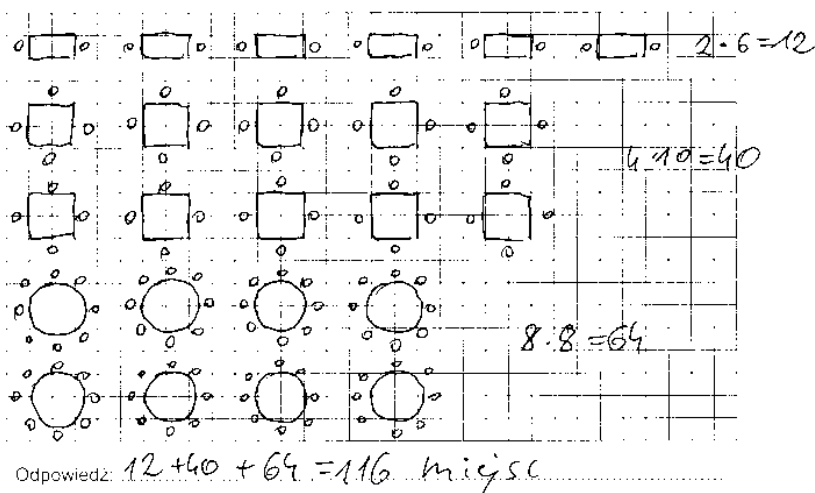 2 · 6 = 12
4 · 10 = 40
8 · 8 = 64
Odpowiedź: 12 + 40 + 64 = 116 miejsc